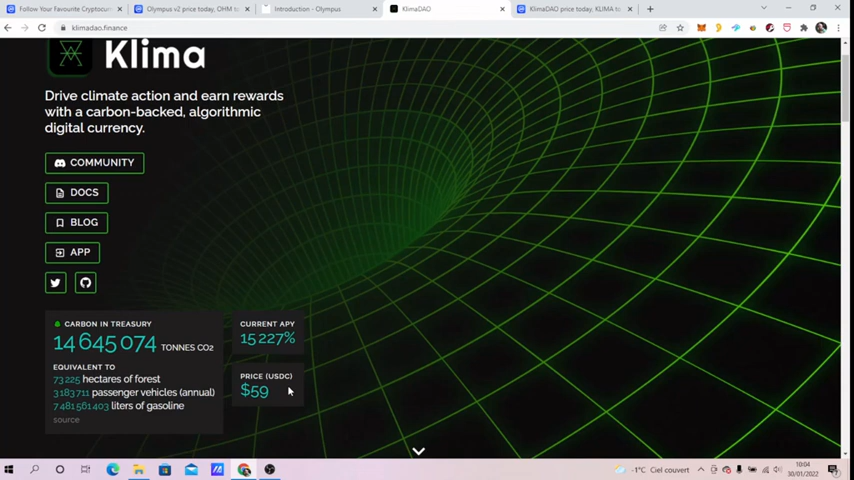 Follow Your Favourite Cryptocur
Olympus v2 price today, OHM to
Introduction - Olympus
KlimaDAO
KlimaDAO price today, KLIMA to
klimadao.finance
Klima
Drive climate action and earn rewards
with a carbon-backed, algorithmic
digital currency.
COMMUNITY
DOCS
BLOG
APP
CARBON IN TREASURY
14 645 074 TONNES CO2
EQUIVALENT TO
73 225 hectares of forest
3 183 711 passenger vehicles (annual)
7 481 561 403 liters of gasoline
source
CURRENT APY
15 227%
PRICE (USDC)
$59
-1°C Ciel couvert
10:04
30/01/2022